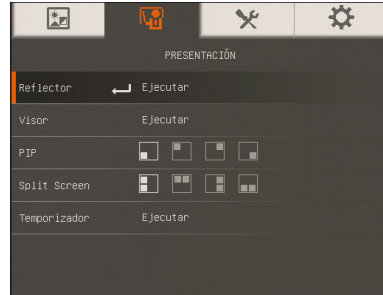 PRESENTACIÓN
Reflector Ejecutar
Visor Ejecutar
PIP
Split Screen
Temporizador Ejecutar